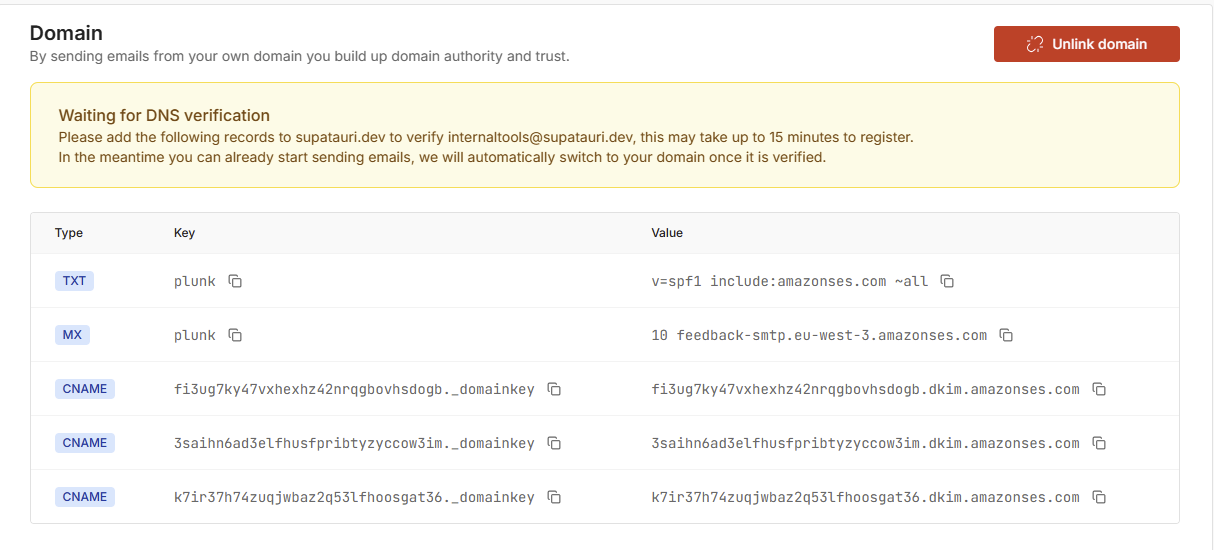 Domain
By sending emails from your own domain you build up domain authority and trust.
Unlink domain
Waiting for DNS verification
Please add the following records to supatauri.dev to verify internaltools@supatauri.dev, this may take up to 15 minutes to register.
In the meantime you can already start sending emails, we will automatically switch to your domain once it is verified.
Type Key Value
TXT plunk v=spf1 include:amazonses.com ~all
MX plunk 10 feedback-smtp.eu-west-3.amazonses.com
CNAME fi3ug7ky47vxhexhz42nrqgbovhsdogb._domainkey fi3ug7ky47vxhexhz42nrqgbovhsdogb.dkim.amazonses.com
CNAME 3saihn6ad3elfhusfpribtyzyccow3im._domainkey 3saihn6ad3elfhusfpribtyzyccow3im.dkim.amazonses.com
CNAME k7ir37h74zuqjwbaz2q53lfhoosgat36._domainkey k7ir37h74zuqjwbaz2q53lfhoosgat36.dkim.amazonses.com